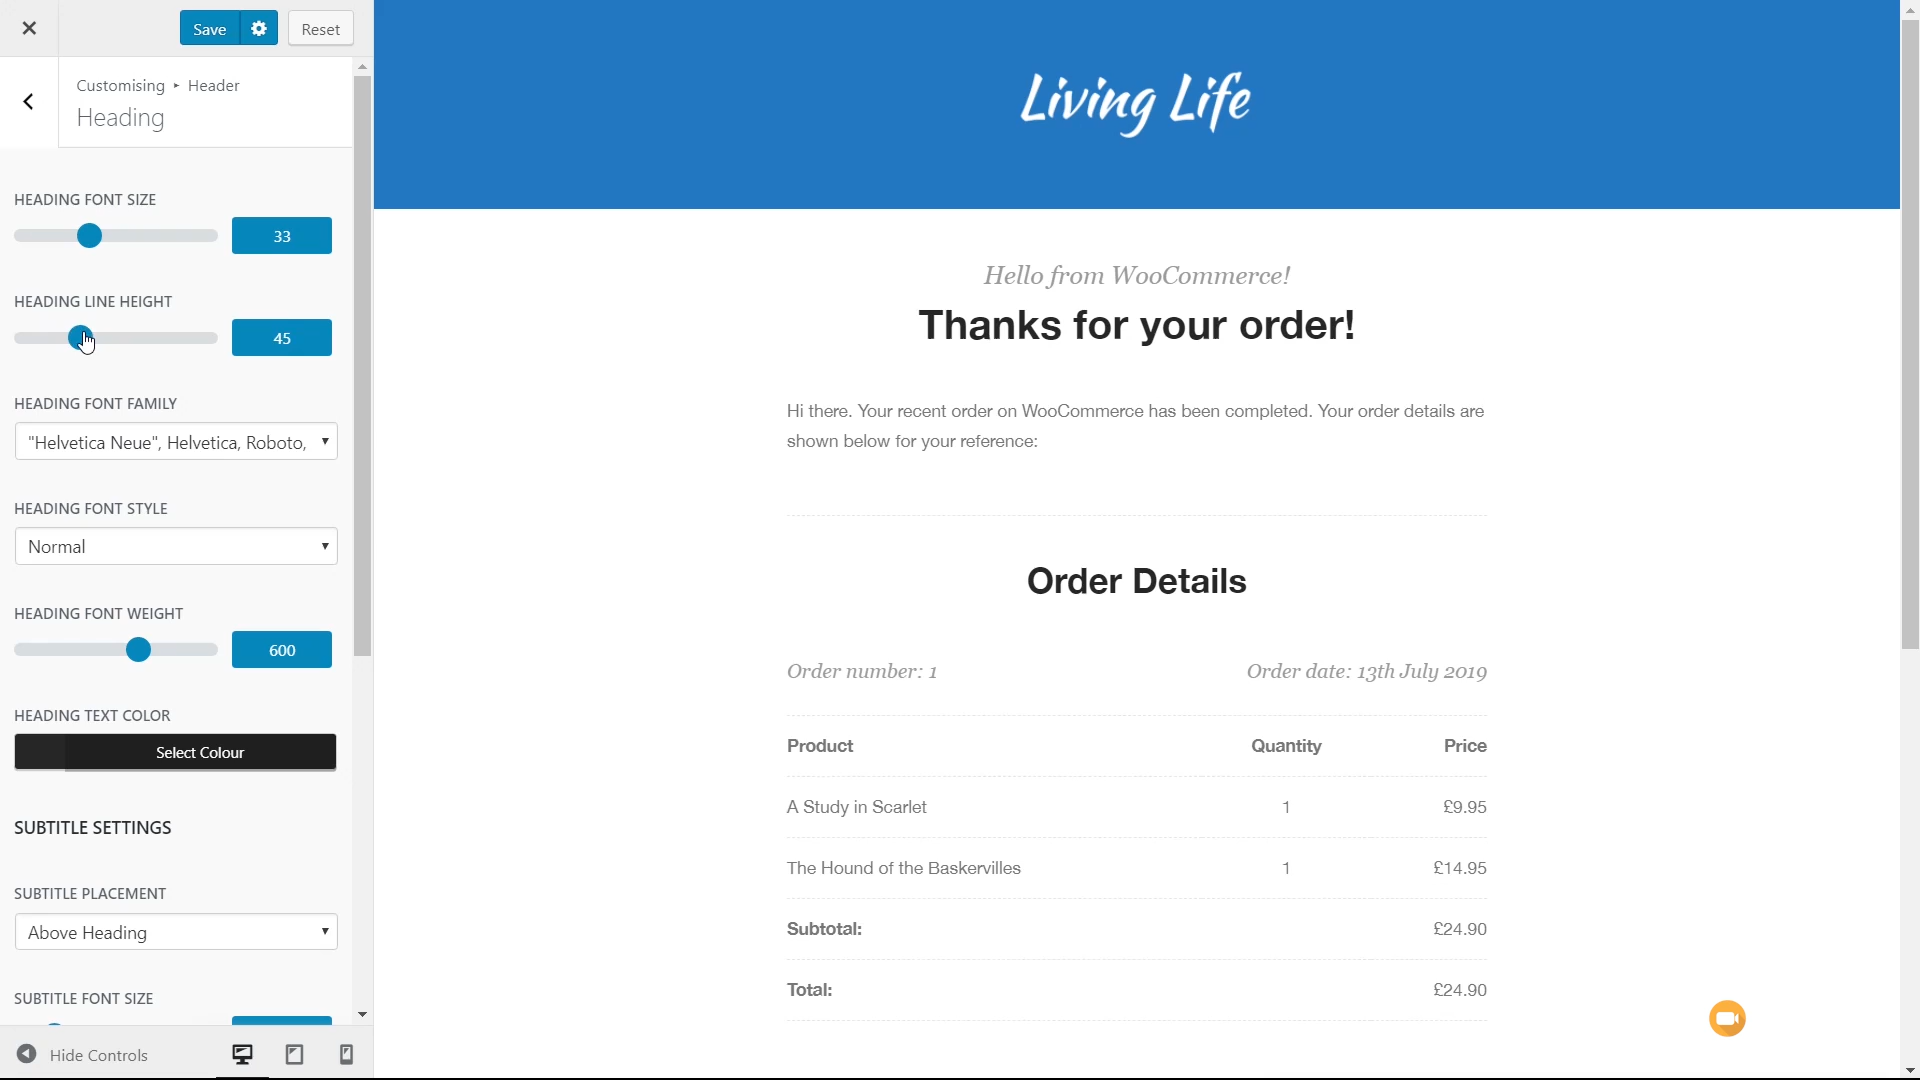 Save
Reset
Customising ▸ Header
Heading
HEADING FONT SIZE
33
HEADING LINE HEIGHT
45
HEADING FONT FAMILY
"Helvetica Neue", Helvetica, Roboto,
HEADING FONT STYLE
Normal
HEADING FONT WEIGHT
600
HEADING TEXT COLOR
Select Colour
SUBTITLE SETTINGS
SUBTITLE PLACEMENT
Above Heading
SUBTITLE FONT SIZE
Hide Controls
Living Life
Hello from WooCommerce!
Thanks for your order!
Hi there. Your recent order on WooCommerce has been completed. Your order details are
shown below for your reference:
Order Details
Order number: 1 Order date: 13th July 2019
Product Quantity Price
A Study in Scarlet 1 £9.95
The Hound of the Baskervilles 1 £14.95
Subtotal: £24.90
Total: £24.90